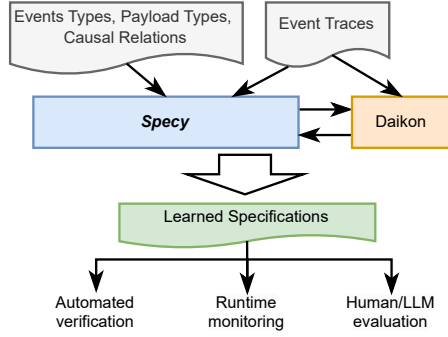 Events Types, Payload Types,
Causal Relations
Event Traces
Specy
Daikon
Learned Specifications
Automated
verification
Runtime
monitoring
Human/LLM
evaluation